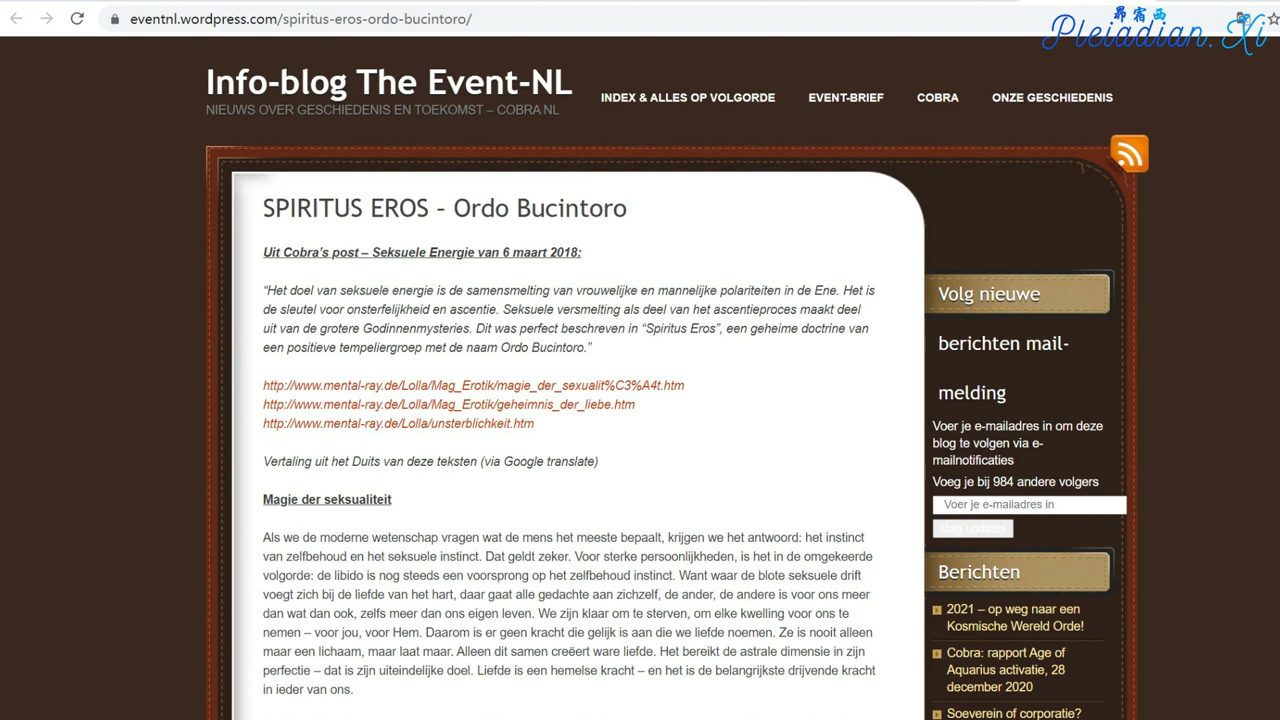 eventnl.wordpress.com/spiritus-eros-ordo-bucintoro/
昴宿西
Pleiadian.Xi
Info-blog The Event-NL
NIEUWS OVER GESCHIEDENIS EN TOEKOMST – COBRA NL
INDEX & ALLES OP VOLGORDE EVENT-BRIEF COBRA ONZE GESCHIEDENIS
SPIRITUS EROS – Ordo Bucintoro
Uit Cobra’s post – Seksuele Energie van 6 maart 2018:
“Het doel van seksuele energie is de samensmelting van vrouwelijke en mannelijke polariteiten in de Ene. Het is
de sleutel voor onsterfelijkheid en ascentie. Seksuele versmelting als deel van het ascentieproces maakt deel
uit van de grotere Godinnenmysteries. Dit was perfect beschreven in “Spiritus Eros”, een geheime doctrine van
een positieve tempeliergroep met de naam Ordo Bucintoro.”
http://www.mental-ray.de/Lolla/Mag_Erotik/magie_der_sexualit%C3%A4t.htm
http://www.mental-ray.de/Lolla/Mag_Erotik/geheimnis_der_liebe.htm
http://www.mental-ray.de/Lolla/unsterblichkeit.htm
Vertaling uit het Duits van deze teksten (via Google translate)
Magie der seksualiteit
Als we de moderne wetenschap vragen wat de mens het meeste bepaalt, krijgen we het antwoord: het instinct
van zelfbehoud en het seksuele instinct. Dat geldt zeker. Voor sterke persoonlijkheden, is het in de omgekeerde
volgorde: de libido is nog steeds een voorsprong op het zelfbehoud instinct. Want waar de blote seksuele drift
voegt zich bij de liefde van het hart, daar gaat alle gedachte aan zichzelf, de ander, de andere is voor ons meer
dan wat dan ook, zelfs meer dan ons eigen leven. We zijn klaar om te sterven, om elke kwelling voor ons te
nemen – voor jou, voor Hem. Daarom is er geen kracht die gelijk is aan die we liefde noemen. Ze is nooit alleen
maar een lichaam, maar laat maar. Alleen dit samen creëert ware liefde. Het bereikt de astrale dimensie in zijn
perfectie – dat is zijn uiteindelijke doel. Liefde is een hemelse kracht – en het is de belangrijkste drijvende kracht
in ieder van ons.
Volg nieuwe
berichten mail-
melding
Voer je e-mailadres in om deze
blog te volgen via e-
mailnotificaties
Voeg je bij 984 andere volgers
Voer je e-mailadres in
Volg updates
Berichten
2021 – op weg naar een
Kosmische Wereld Orde!
Cobra: rapport Age of
Aquarius activatie, 28
december 2020
Soeverein of corporatie?